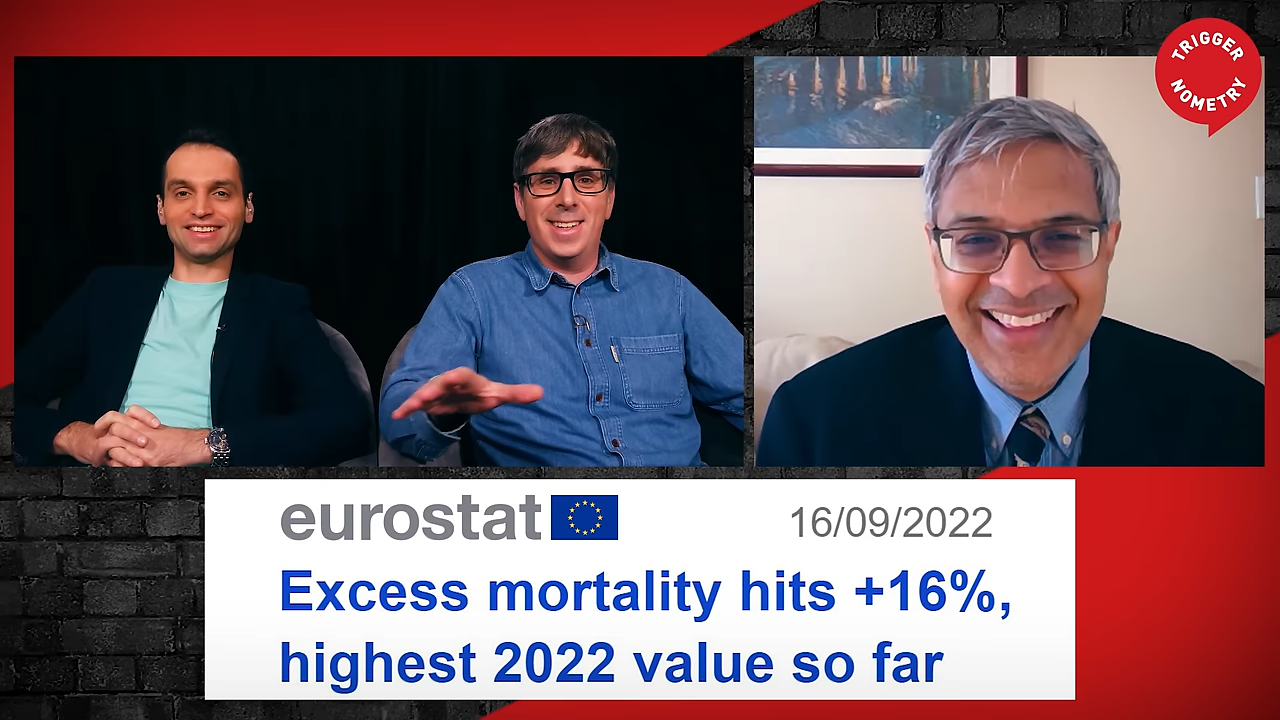 TRIGGER
NOMETRY
eurostat
16/09/2022
Excess mortality hits +16%,
highest 2022 value so far